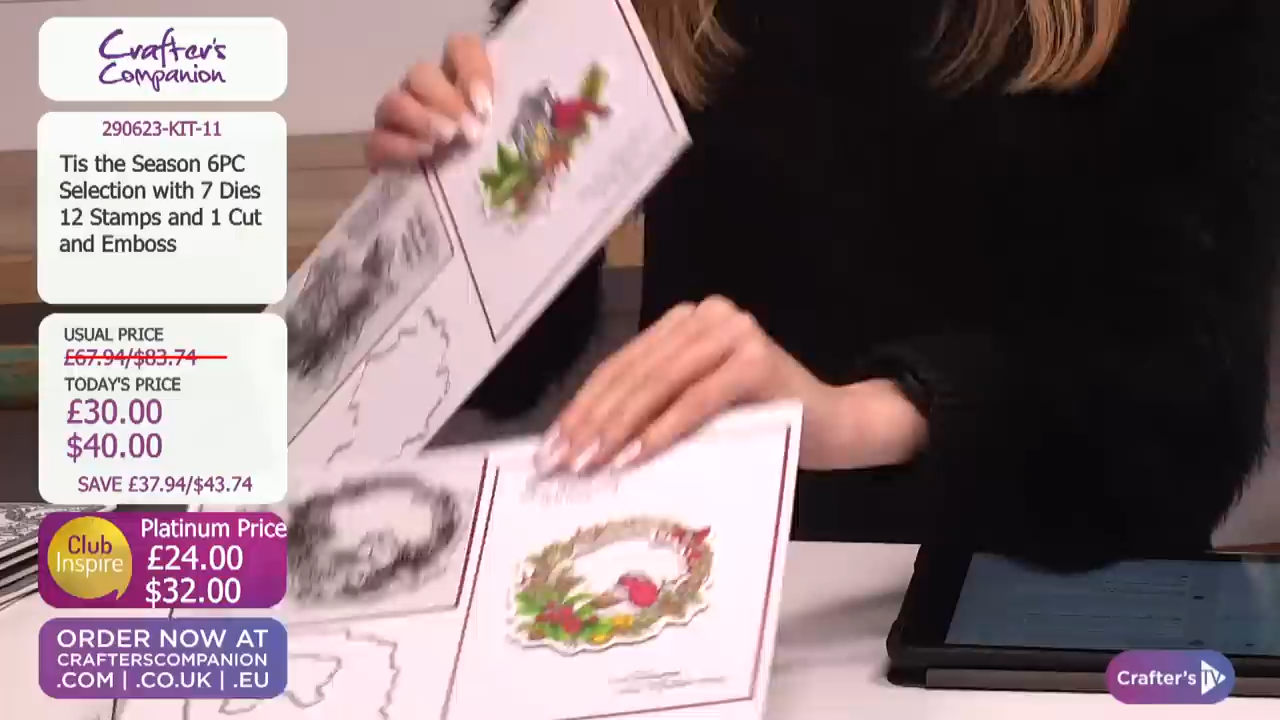 Crafter's
Companion
290623-KIT-11
Tis the Season 6PC
Selection with 7 Dies
12 Stamps and 1 Cut
and Emboss
USUAL PRICE
£67.94/$83.74
TODAY'S PRICE
£30.00
$40.00
SAVE £37.94/$43.74
Club
Inspire
Platinum Price
£24.00
$32.00
ORDER NOW AT
CRAFTERSCOMPANION
.COM | .CO.UK | .EU
Crafter's TV